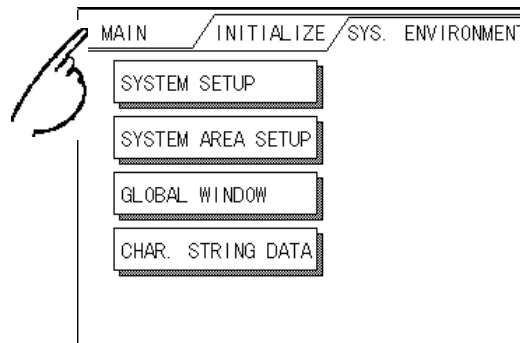 MAIN INITIALIZE SYS. ENVIRONMENT
SYSTEM SETUP
SYSTEM AREA SETUP
GLOBAL WINDOW
CHAR. STRING DATA